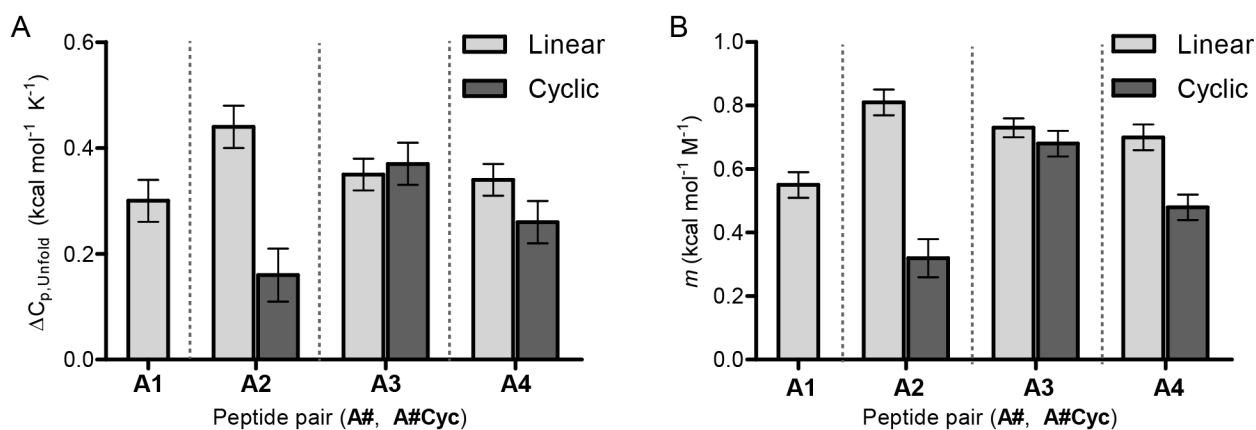 A
ΔCp,Unfold (kcal mol-1 K-1)
0.6
0.4
0.2
0.0
Linear
Cyclic
A1
A2
A3
A4
Peptide pair (A#, A#Cyc)
B
m (kcal mol-1 M-1)
1.0
0.8
0.6
0.4
0.2
0.0
Linear
Cyclic
A1
A2
A3
A4
Peptide pair (A#, A#Cyc)